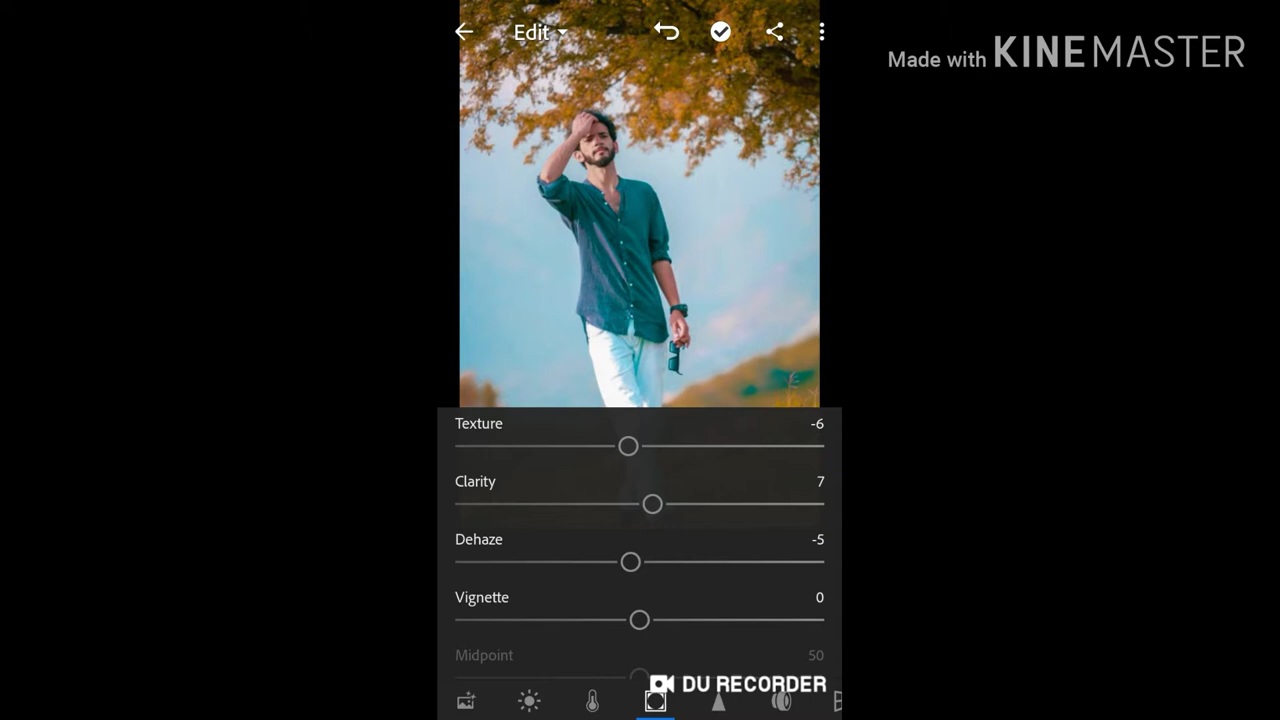 Edit
Made with KINEMASTER
Texture -6
Clarity 7
Dehaze -5
Vignette 0
Midpoint 50
DU RECORDER